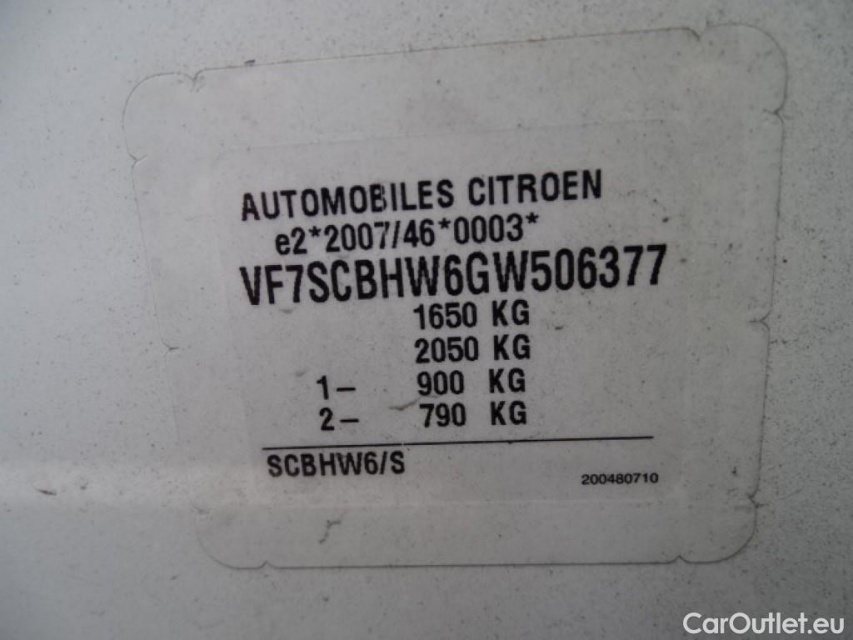 AUTOMOBILES CITROEN
e2*2007/46*0003*
VF7SCBHW6GW506377
1650 KG
2050 KG
1– 900 KG
2– 790 KG
SCBHW6/S
200480710
CarOutlet.eu